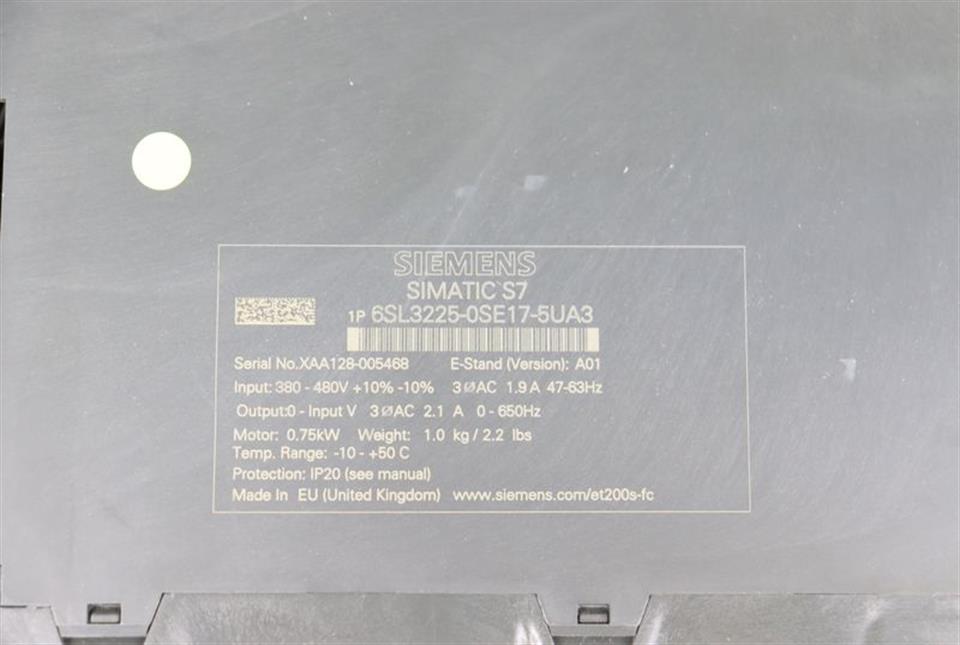 SIEMENS
SIMATIC S7
1P 6SL3225-0SE17-5UA3
Serial No.XAA128-005468 E-Stand (Version): A01
Input: 380 - 480V +10% -10% 3ØAC 1.9 A 47-63Hz
Output:0 - Input V 3ØAC 2.1 A 0 - 650Hz
Motor: 0.75kW Weight: 1.0 kg / 2.2 lbs
Temp. Range: -10 - +50 C
Protection: IP20 (see manual)
Made In EU (United Kingdom) www.siemens.com/et200s-fc